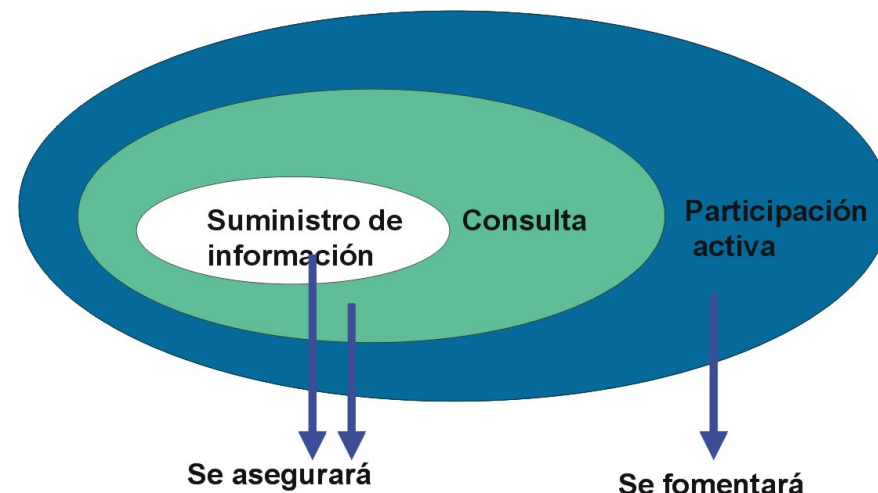 Suministro de
información
Consulta
Participación
activa
Se asegurará
Se fomentará